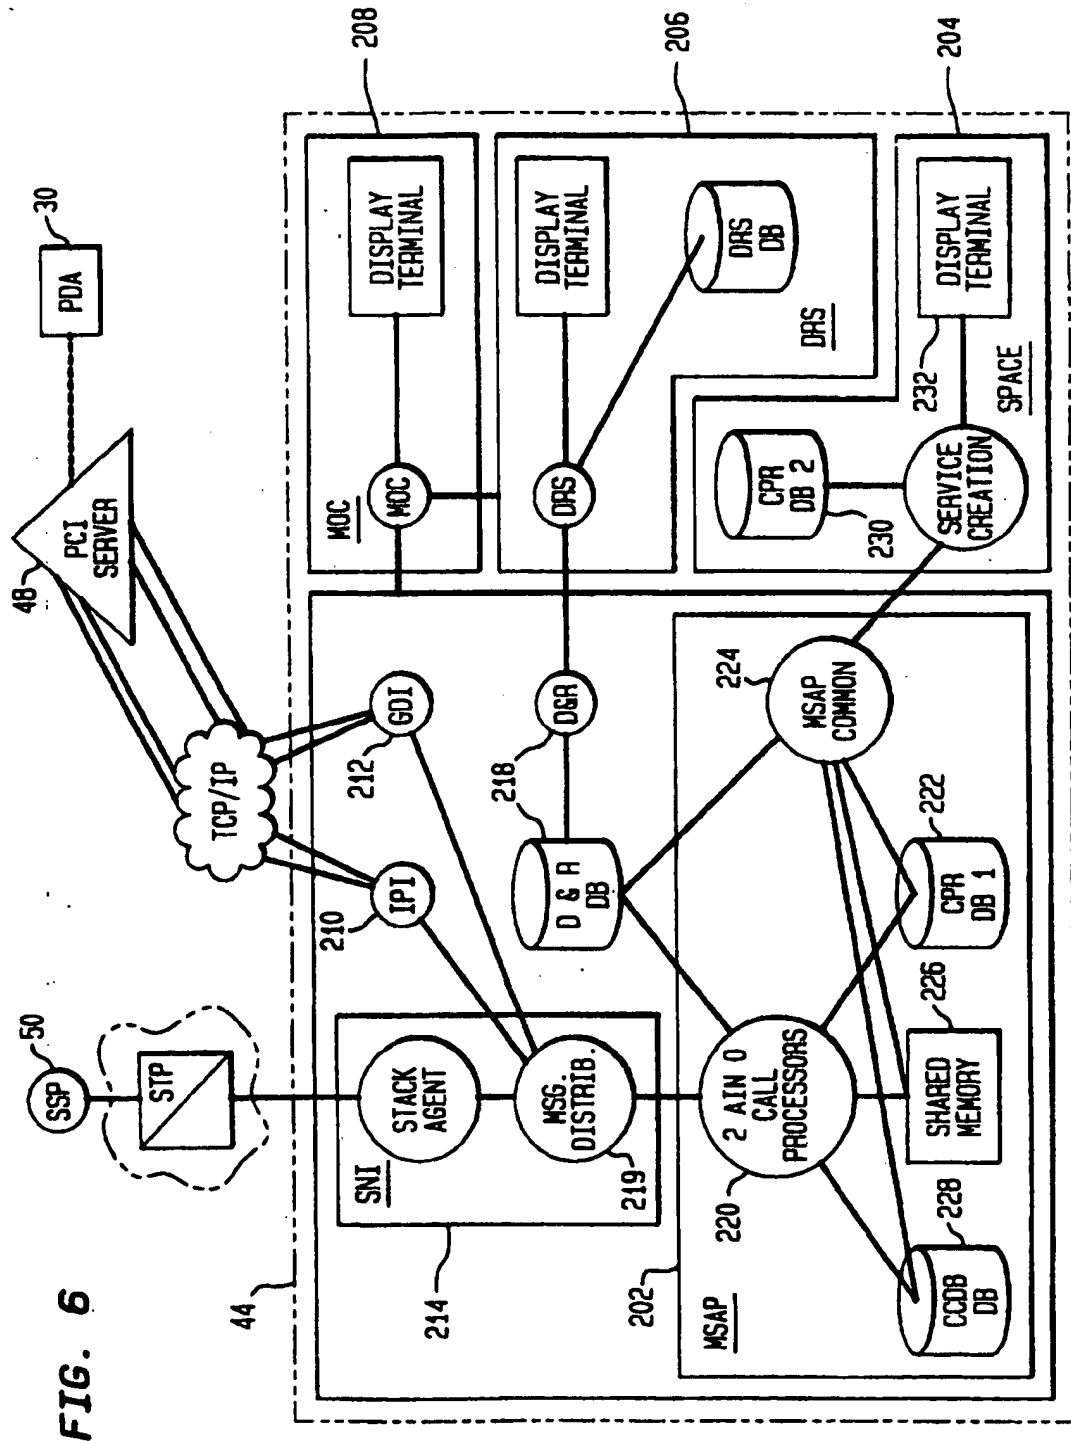 FIG. 6
44
SSP
50
STP
TCP/IP
PCI
SERVER
48
PDA
30
214
SNI
STACK
AGENT
MSG.
DISTRIB.
219
210
IPI
212
GDI
218
D & R
DB
D&R
MOC
MOC
DISPLAY
TERMINAL
208
DRS
DISPLAY
TERMINAL
DRS
DB
DRS
206
202
MSAP
220
2 AIN 0
CALL
PROCESSORS
224
MSAP
COMMON
228
CCDB
DB
226
SHARED
MEMORY
222
CPR
DB 1
CPR
DB 2
230
SERVICE
CREATION
232
DISPLAY
TERMINAL
SPACE
204